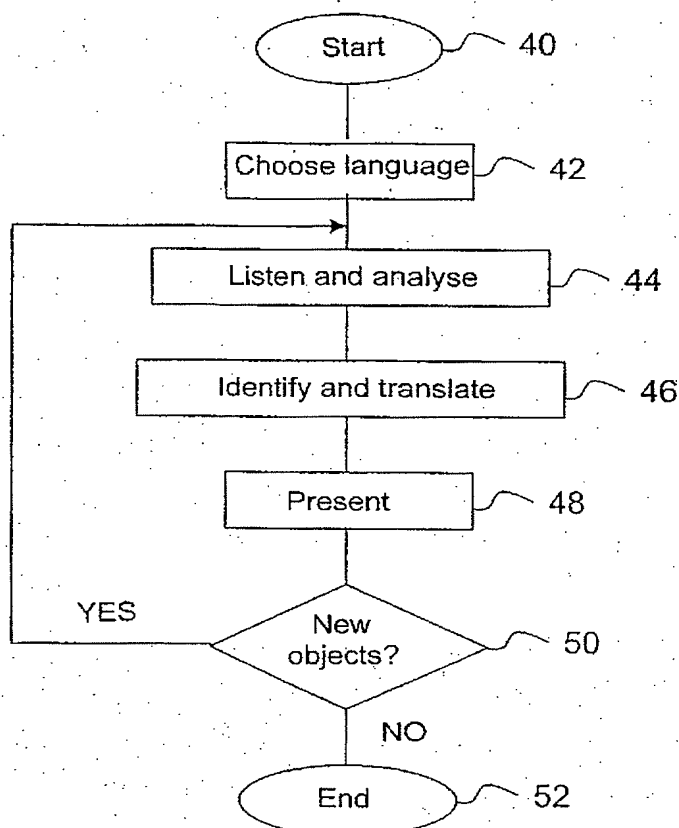 Start 40
Choose language 42
Listen and analyse 44
Identify and translate 46
Present 48
YES
New
objects? 50
NO
End 52